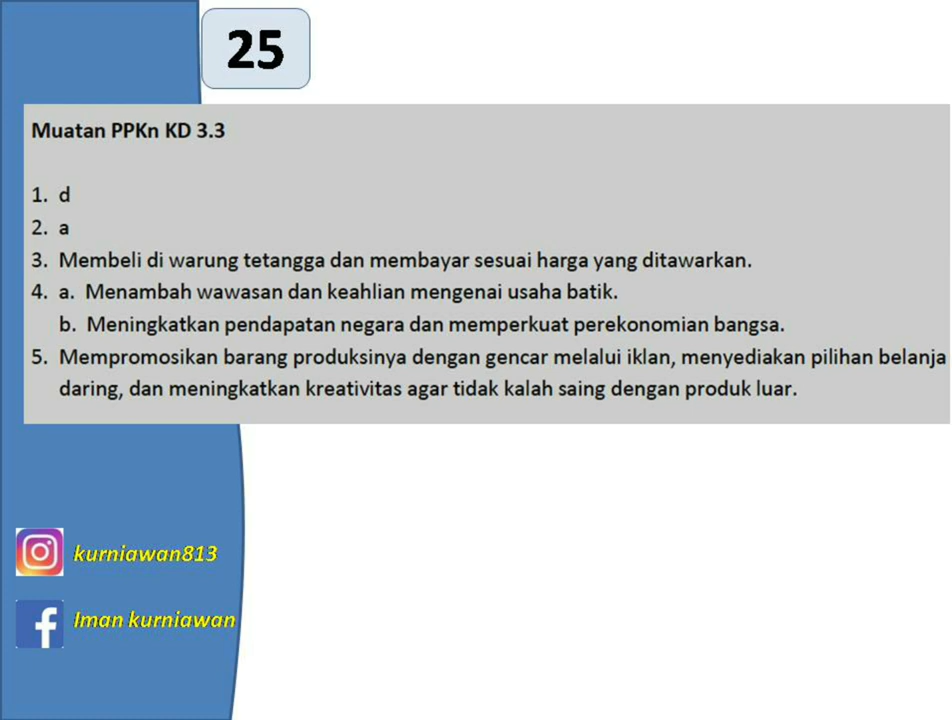 25
Muatan PPKn KD 3.3
1. d
2. a
3. Membeli di warung tetangga dan membayar sesuai harga yang ditawarkan.
4. a. Menambah wawasan dan keahlian mengenai usaha batik.
b. Meningkatkan pendapatan negara dan memperkuat perekonomian bangsa.
5. Mempromosikan barang produksinya dengan gencar melalui iklan, menyediakan pilihan belanja
daring, dan meningkatkan kreativitas agar tidak kalah saing dengan produk luar.
kurniawan813
Iman kurniawan